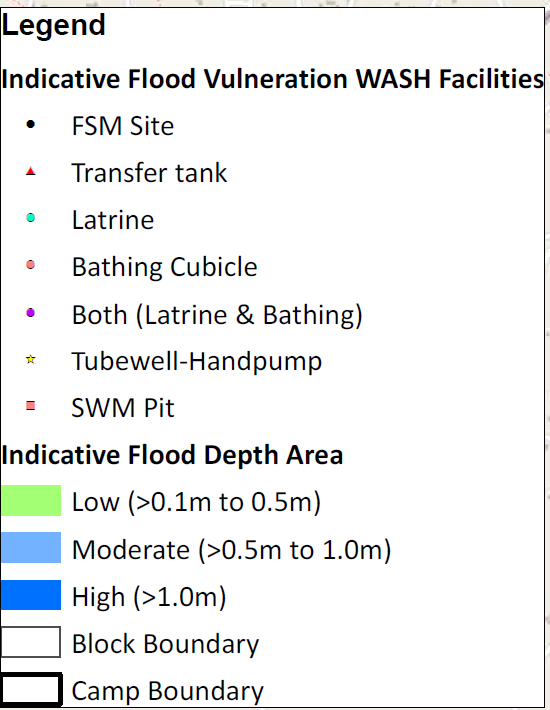 Legend
Indicative Flood Vulneration WASH Facilities
FSM Site
Transfer tank
Latrine
Bathing Cubicle
Both (Latrine & Bathing)
Tubewell-Handpump
SWM Pit
Indicative Flood Depth Area
Low (>0.1m to 0.5m)
Moderate (>0.5m to 1.0m)
High (>1.0m)
Block Boundary
Camp Boundary